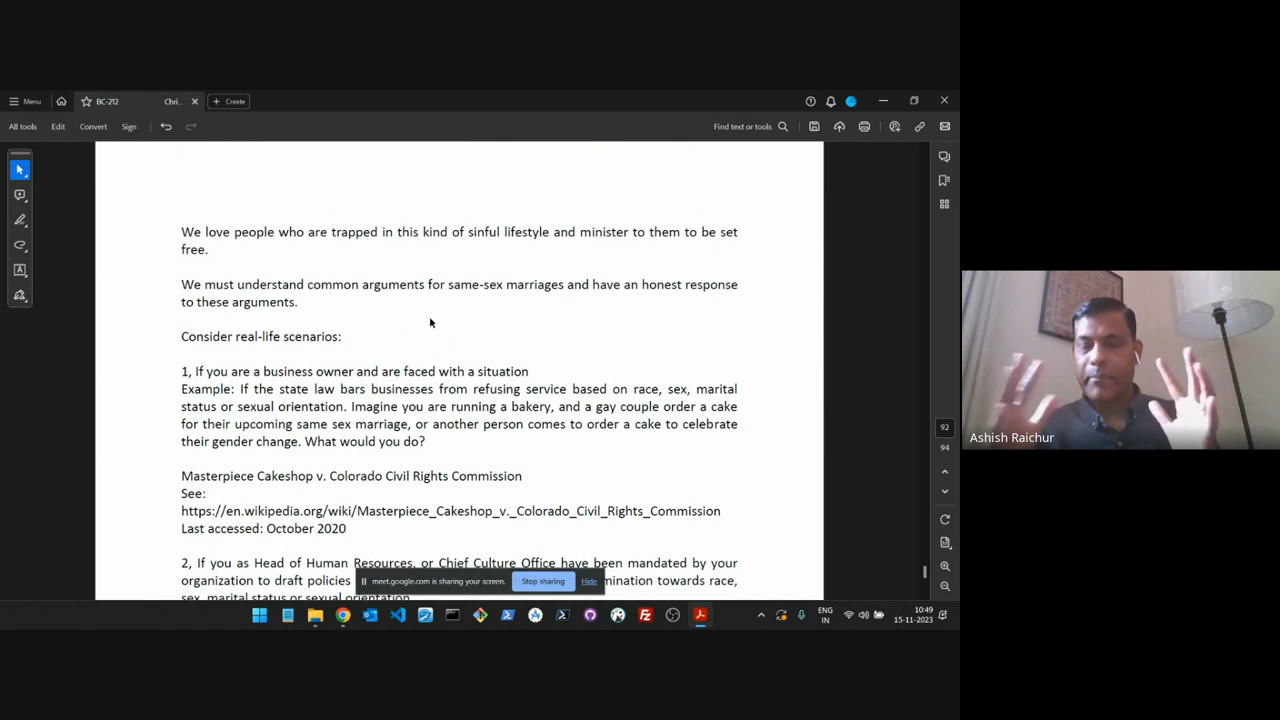 Menu
BC-212
Chri...
+ Create
All tools
Edit
Convert
Sign
Find text or tools
We love people who are trapped in this kind of sinful lifestyle and minister to them to be set
free.
We must understand common arguments for same-sex marriages and have an honest response
to these arguments.
Consider real-life scenarios:
1, If you are a business owner and are faced with a situation
Example: If the state law bars businesses from refusing service based on race, sex, marital
status or sexual orientation. Imagine you are running a bakery, and a gay couple order a cake
for their upcoming same sex marriage, or another person comes to order a cake to celebrate
their gender change. What would you do?
Masterpiece Cakeshop v. Colorado Civil Rights Commission
See:
https://en.wikipedia.org/wiki/Masterpiece_Cakeshop_v._Colorado_Civil_Rights_Commission
Last accessed: October 2020
2, If you as Head of Human Resources, or Chief Culture Office have been mandated by your
organization to draft policies
mination towards race,
sex, marital status or sexual orientation
meet.google.com is sharing your screen.
Stop sharing
Hide
92
94
Ashish Raichur
ENG
IN
10:49
15-11-2023